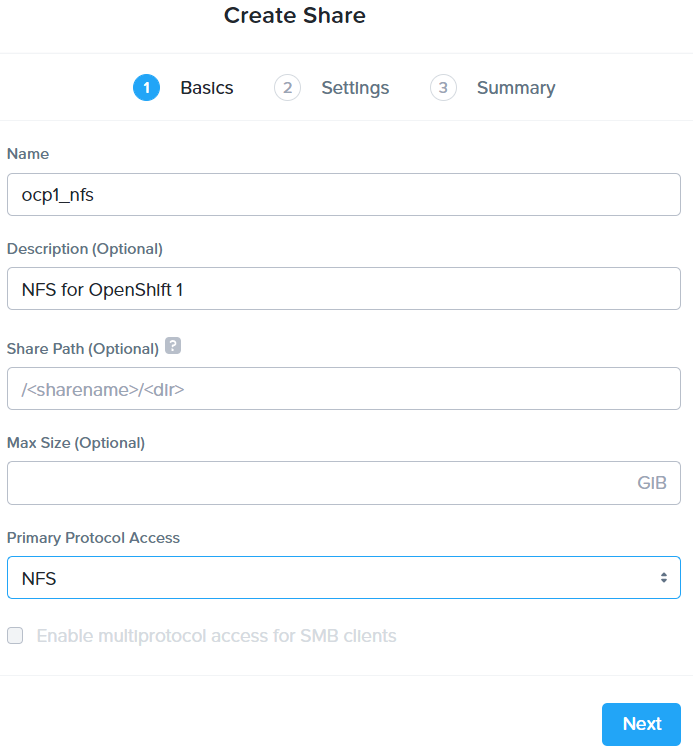 Create Share
1 Basics 2 Settings 3 Summary
Name
ocp1_nfs
Description (Optional)
NFS for OpenShift 1
Share Path (Optional) ?
/<sharename>/<dir>
Max Size (Optional)
GiB
Primary Protocol Access
NFS
Enable multiprotocol access for SMB clients
Next